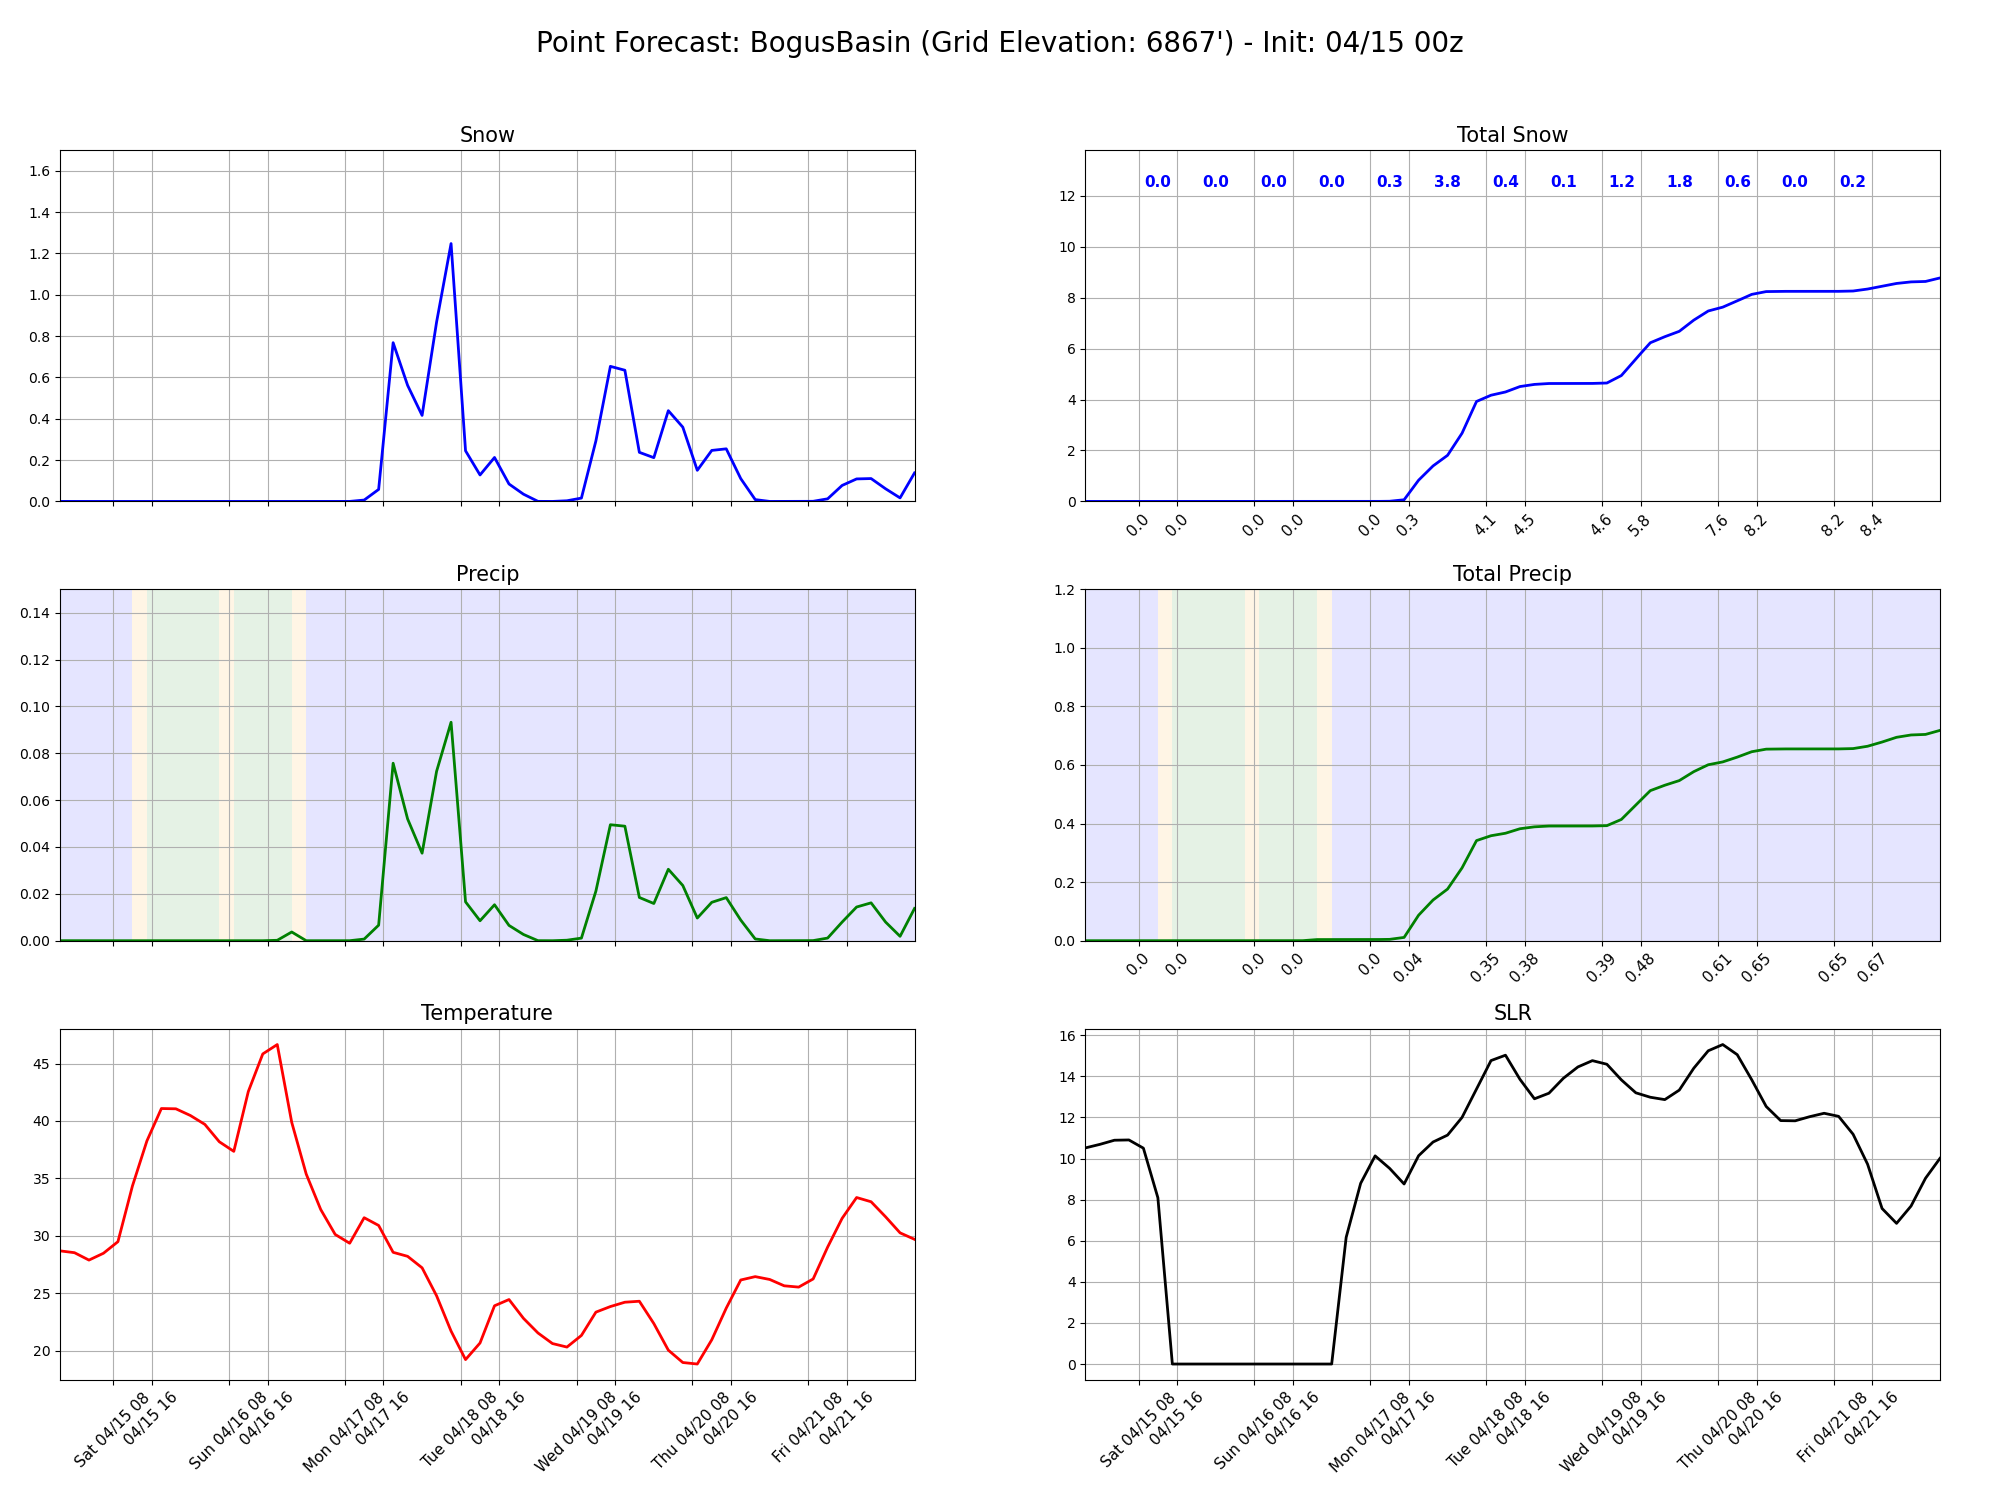 Point Forecast: BogusBasin (Grid Elevation: 6867') - Init: 04/15 00z
Snow
1.6
1.4
1.2
1.0
0.8
0.6
0.4
0.2
0.0
Total Snow
0.0 0.0 0.0 0.0 0.3 3.8 0.4 0.1 1.2 1.8 0.6 0.0 0.2
12
10
8
6
4
2
0
0.0 0.0 0.0 0.0 0.0 0.3 4.1 4.5 4.6 5.8 7.6 8.2 8.2 8.4
Precip
0.14
0.12
0.10
0.08
0.06
0.04
0.02
0.00
Total Precip
1.2
1.0
0.8
0.6
0.4
0.2
0.0
0.0 0.0 0.0 0.0 0.0 0.04 0.35 0.38 0.39 0.48 0.61 0.65 0.65 0.67
Temperature
45
40
35
30
25
20
Sat 04/15 08
04/15 16
Sun 04/16 08
04/16 16
Mon 04/17 08
04/17 16
Tue 04/18 08
04/18 16
Wed 04/19 08
04/19 16
Thu 04/20 08
04/20 16
Fri 04/21 08
04/21 16
SLR
16
14
12
10
8
6
4
2
0
Sat 04/15 08
04/15 16
Sun 04/16 08
04/16 16
Mon 04/17 08
04/17 16
Tue 04/18 08
04/18 16
Wed 04/19 08
04/19 16
Thu 04/20 08
04/20 16
Fri 04/21 08
04/21 16